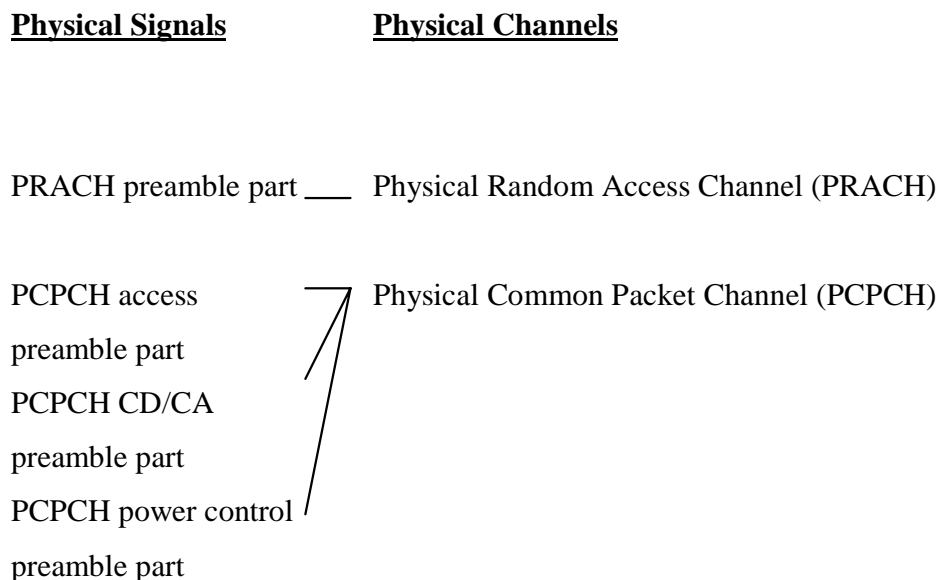 Physical Signals Physical Channels
PRACH preamble part Physical Random Access Channel (PRACH)
PCPCH access Physical Common Packet Channel (PCPCH)
preamble part
PCPCH CD/CA
preamble part
PCPCH power control
preamble part